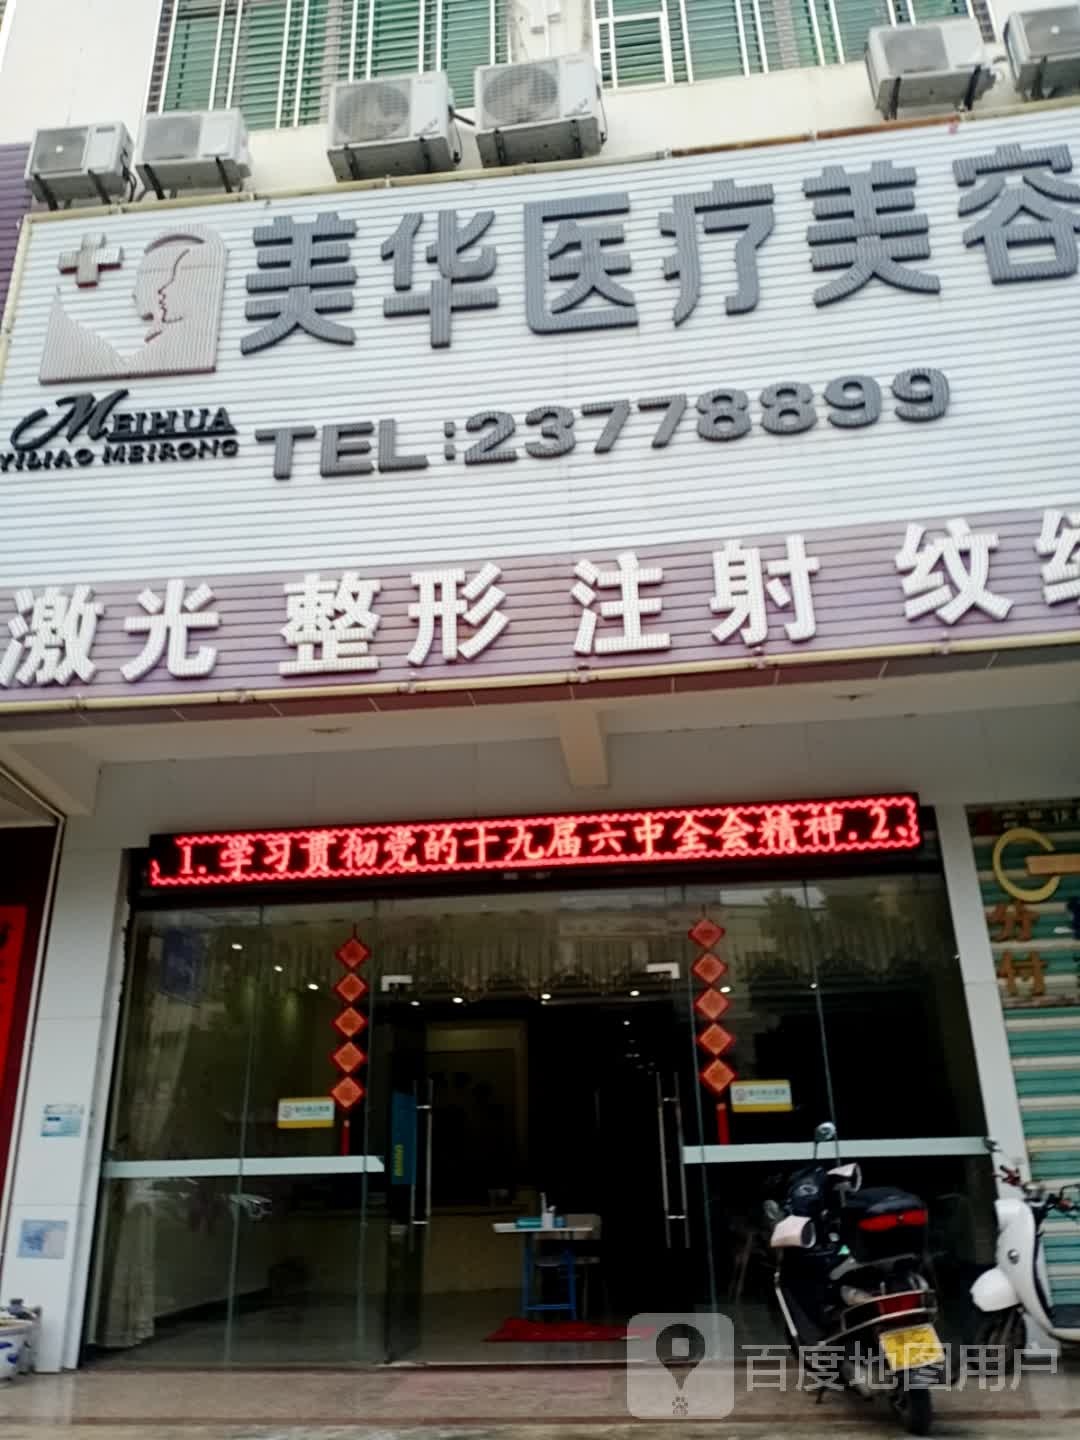 美华医疗美容
MEIHUA
YILIAO MEIRONG
TEL:23778899
激光 整形 注射 纹绣
1.学习贯彻党的十九届六中全会精神.2、
百度地图用户